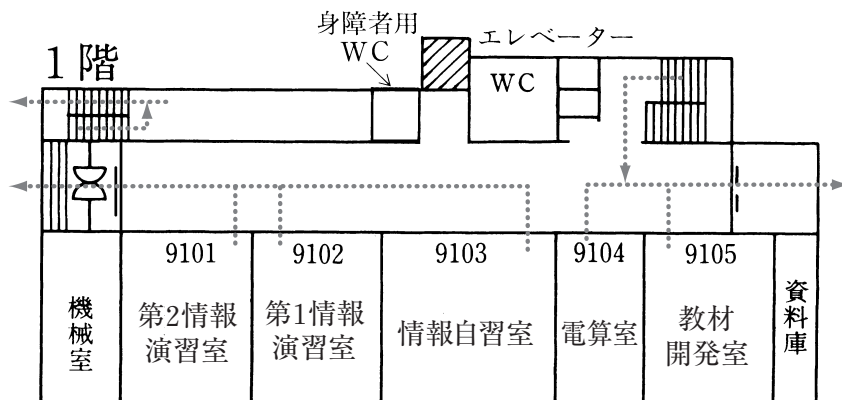 身障者用
WC
エレベーター
1階
WC
9101
9102
9103
9104
9105
機械室
第2情報
演習室
第1情報
演習室
情報自習室
電算室
教材
開発室
資料庫